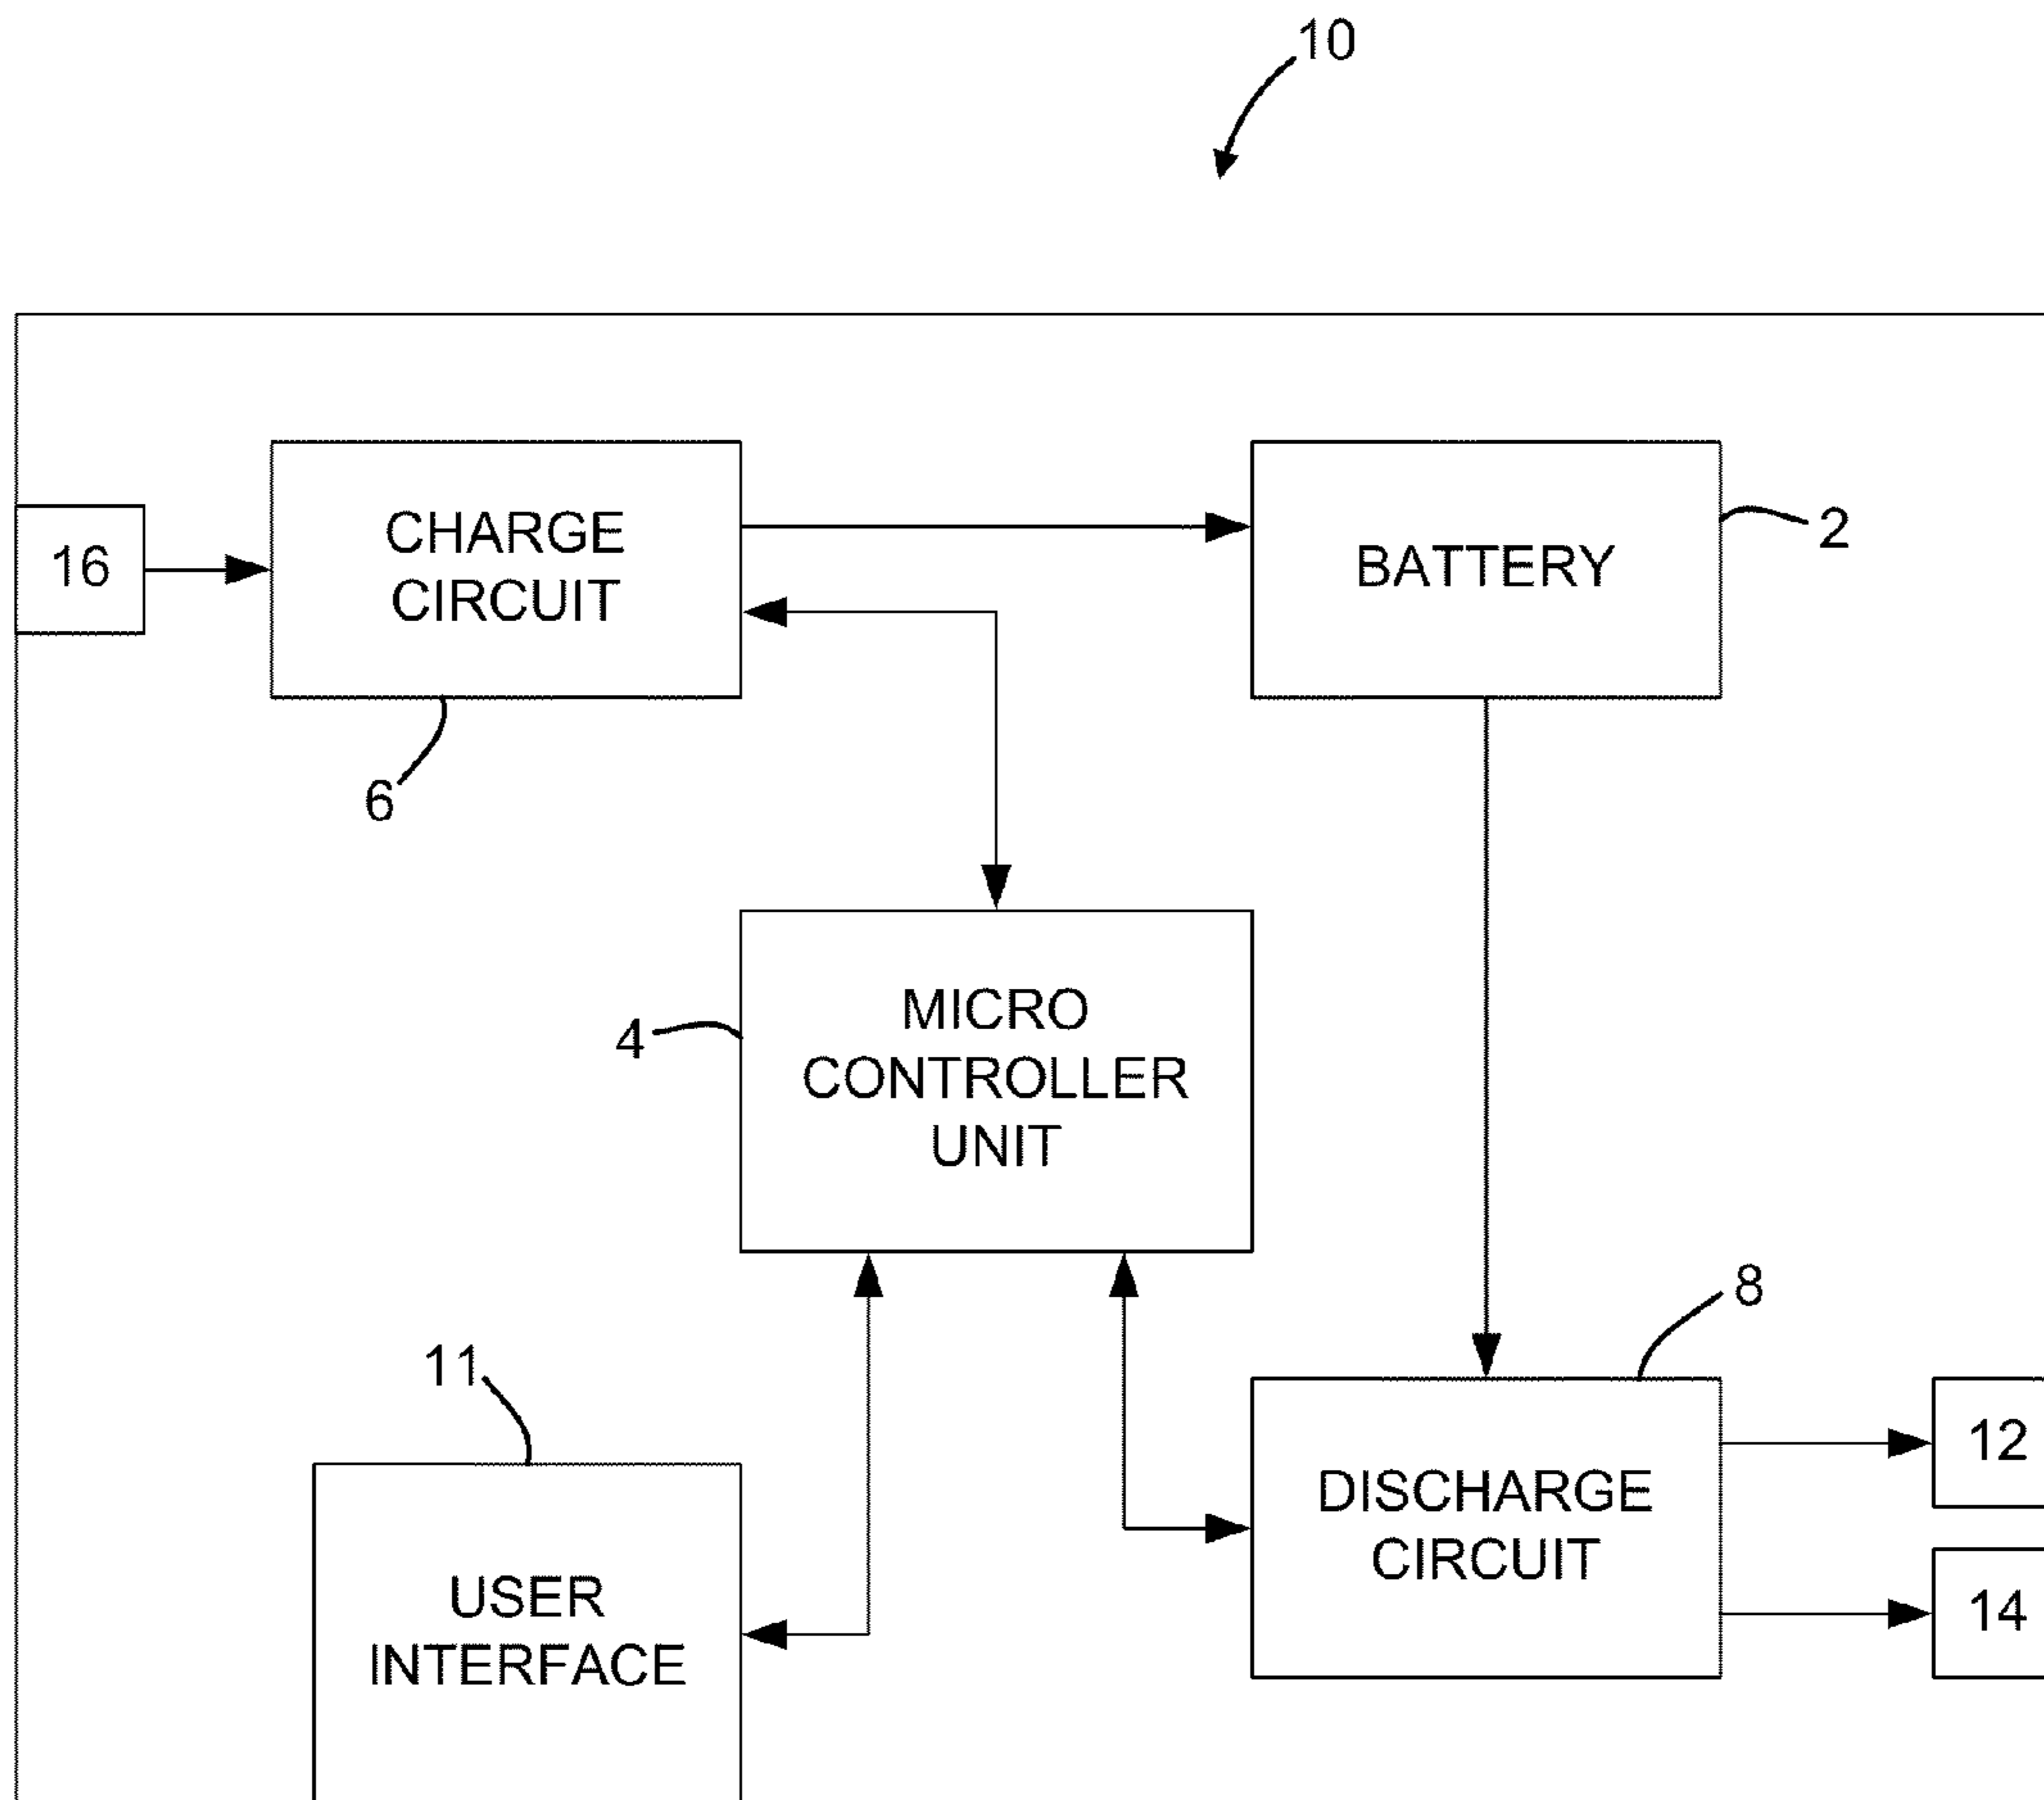 10
CHARGE
CIRCUIT
16
BATTERY
2
6
MICRO
CONTROLLER
UNIT
4
8
11
12
DISCHARGE
CIRCUIT
14
USER
INTERFACE